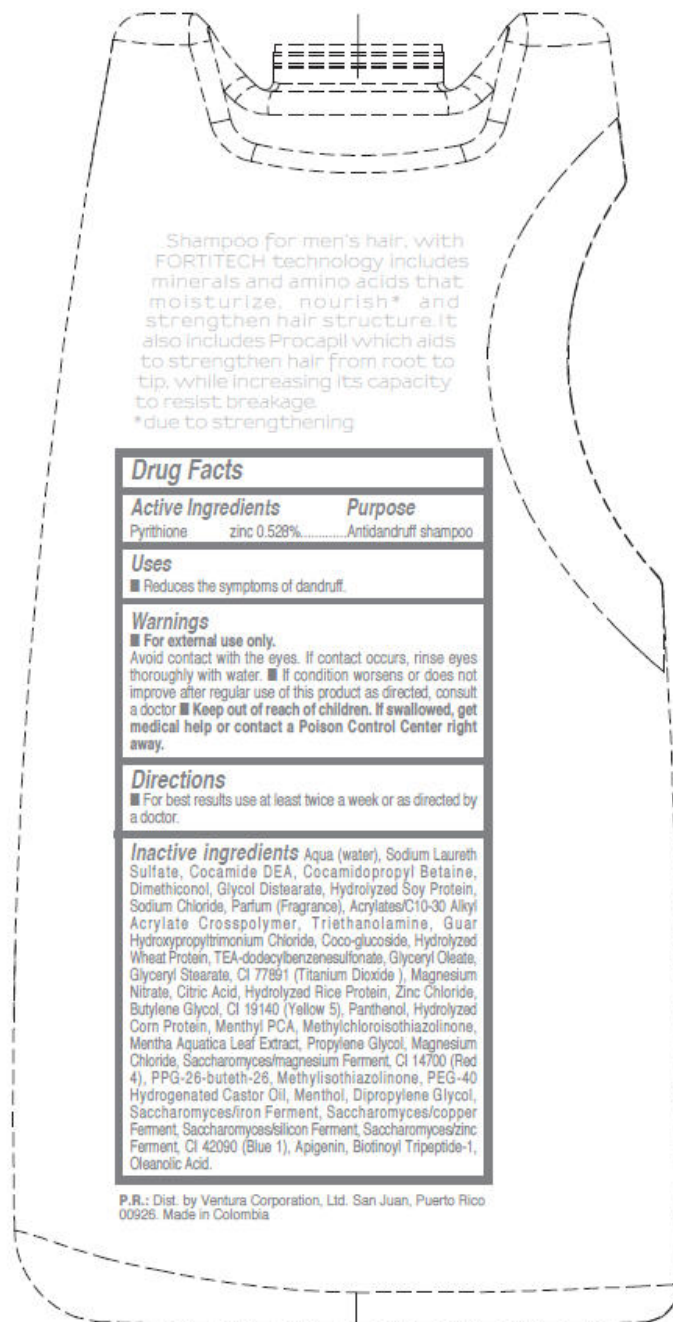 Shampoo for men's hair, with
FORTITECH technology includes
minerals and amino acids that
moisturize, nourish* and
strengthen hair structure.It
also includes Procapil which aids
to strengthen hair from root to
tip, while increasing its capacity
to resist breakage.
*due to strengthening
Drug Facts
Active Ingredients Purpose
Pyrithione zinc 0.528%............Antidandruff shampoo
Uses
■ Reduces the symptoms of dandruff.
Warnings
■ For external use only.
Avoid contact with the eyes. If contact occurs, rinse eyes
thoroughly with water. ■ If condition worsens or does not
improve after regular use of this product as directed, consult
a doctor ■ Keep out of reach of children. If swallowed, get
medical help or contact a Poison Control Center right
away.
Directions
■ For best results use at least twice a week or as directed by
a doctor.
Inactive ingredients Aqua (water), Sodium Laureth
Sulfate, Cocamide DEA, Cocamidopropyl Betaine,
Dimethiconol, Glycol Distearate, Hydrolyzed Soy Protein,
Sodium Chloride, Parfum (Fragrance), Acrylates/C10-30 Alkyl
Acrylate Crosspolymer, Triethanolamine, Guar
Hydroxypropyltrimonium Chloride, Coco-glucoside, Hydrolyzed
Wheat Protein, TEA-dodecylbenzenesulfonate, Glyceryl Oleate,
Glyceryl Stearate, CI 77891 (Titanium Dioxide ), Magnesium
Nitrate, Citric Acid, Hydrolyzed Rice Protein, Zinc Chloride,
Butylene Glycol, CI 19140 (Yellow 5), Panthenol, Hydrolyzed
Corn Protein, Menthyl PCA, Methylchloroisothiazolinone,
Mentha Aquatica Leaf Extract, Propylene Glycol, Magnesium
Chloride, Saccharomyces/magnesium Ferment, CI 14700 (Red
4), PPG-26-buteth-26, Methylisothiazolinone, PEG-40
Hydrogenated Castor Oil, Menthol, Dipropylene Glycol,
Saccharomyces/iron Ferment, Saccharomyces/copper
Ferment, Saccharomyces/silicon Ferment, Saccharomyces/zinc
Ferment, CI 42090 (Blue 1), Apigenin, Biotinoyl Tripeptide-1,
Oleanolic Acid.
P.R.: Dist. by Ventura Corporation, Ltd. San Juan, Puerto Rico
00926. Made in Colombia